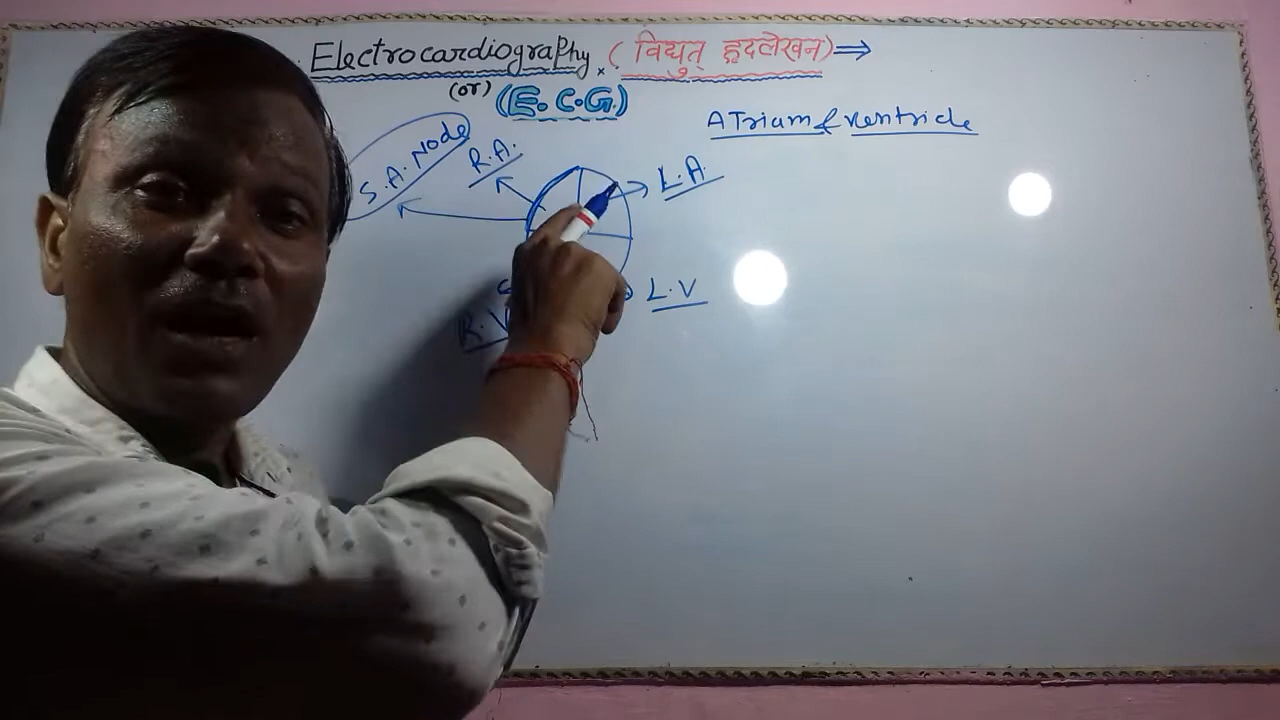 Electrocardiography (विद्युत् हृदलेखन) ⇒
(or) (E.C.G.)
ATrium & ventricle
S.A. Node
R.A.
L.A.
L.V
R.V